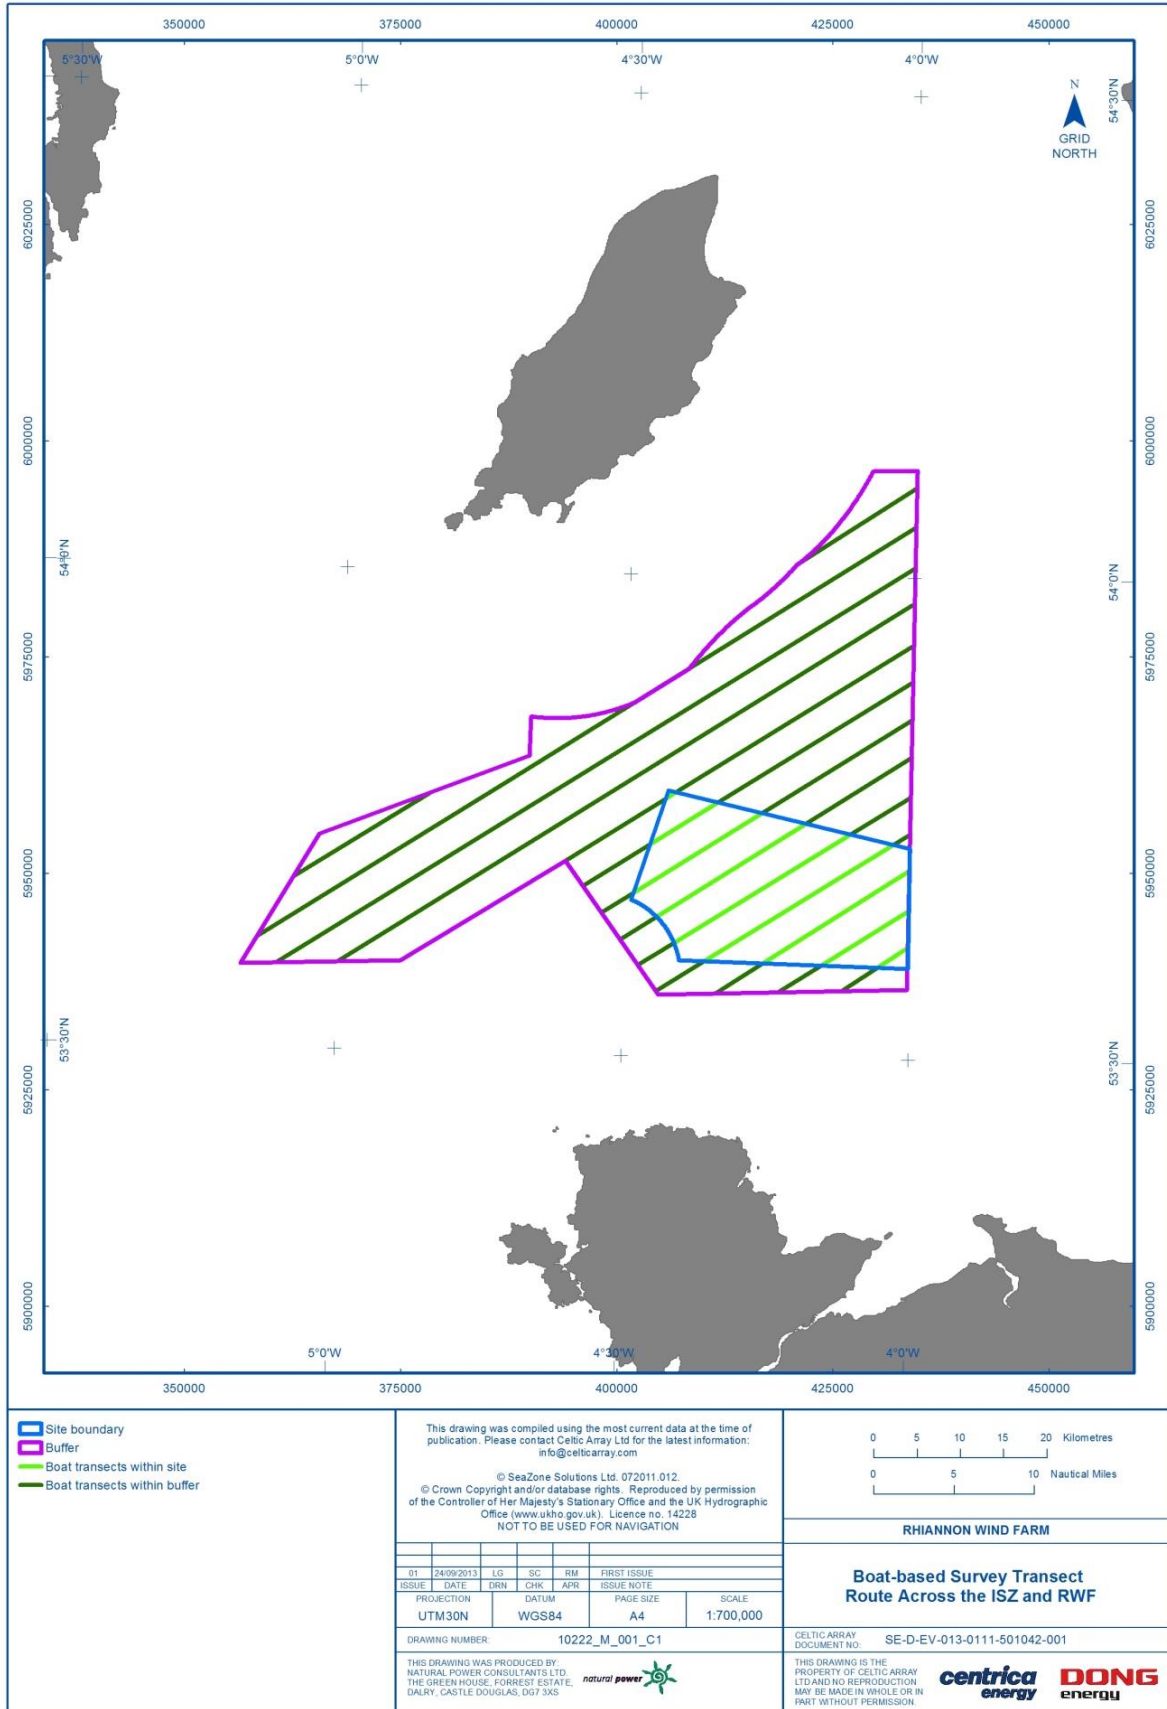 350000 375000 400000 425000 450000
5°30'W 5°0'W 4°30'W 4°0'W
54°30'N
N
GRID
NORTH
6025000 6025000
6000000 6000000
54°0'N 54°0'N
5975000 5975000
5950000 5950000
53°30'N 53°30'N
5925000 5925000
5900000 5900000
5°0'W 4°30'W 4°0'W
350000 375000 400000 425000 450000
Site boundary
Buffer
Boat transects within site
Boat transects within buffer
This drawing was compiled using the most current data at the time of
publication. Please contact Celtic Array Ltd for the latest information:
info@celticarray.com
© SeaZone Solutions Ltd. 072011.012.
© Crown Copyright and/or database rights. Reproduced by permission
of the Controller of Her Majesty's Stationary Office and the UK Hydrographic
Office (www.ukho.gov.uk). Licence no. 14228
NOT TO BE USED FOR NAVIGATION
01 24/09/2013 LG SC RM FIRST ISSUE
ISSUE DATE DRN CHK APR ISSUE NOTE
PROJECTION DATUM PAGE SIZE SCALE
UTM30N WGS84 A4 1:700,000
DRAWING NUMBER: 10222_M_001_C1
THIS DRAWING WAS PRODUCED BY:
NATURAL POWER CONSULTANTS LTD.
THE GREEN HOUSE, FORREST ESTATE,
DALRY, CASTLE DOUGLAS, DG7 3XS
natural power
0 5 10 15 20 Kilometres
0 5 10 Nautical Miles
RHIANNON WIND FARM
Boat-based Survey Transect
Route Across the ISZ and RWF
CELTIC ARRAY
DOCUMENT NO: SE-D-EV-013-0111-501042-001
THIS DRAWING IS THE
PROPERTY OF CELTIC ARRAY
LTD AND NO REPRODUCTION
MAY BE MADE IN WHOLE OR IN
PART WITHOUT PERMISSION.
centrica
energy
DONG
energy